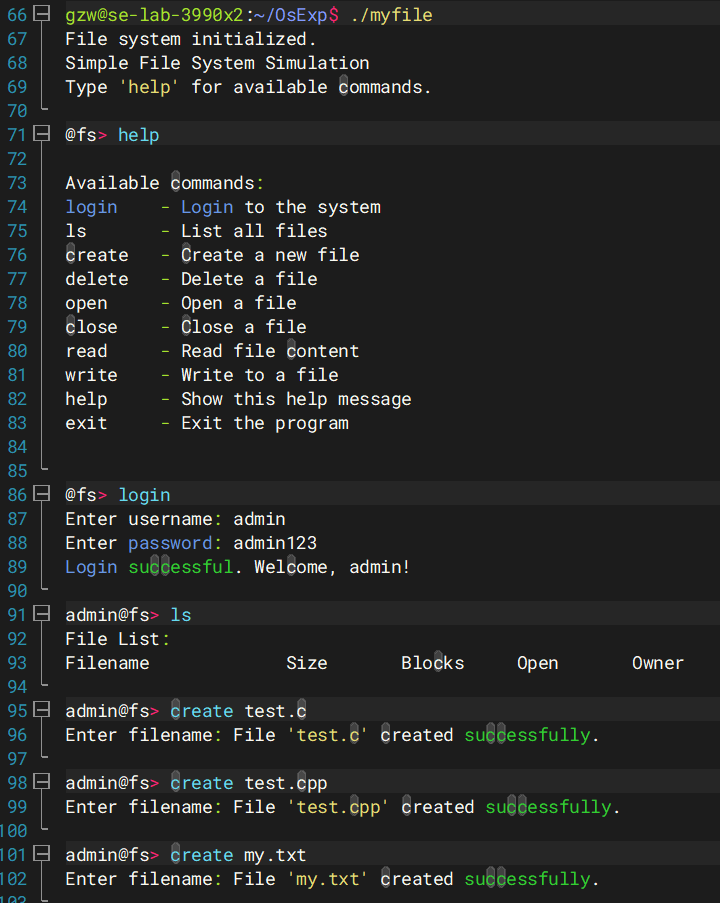 66 gzw@se-lab-3990x2:~/OsExp$ ./myfile
67 File system initialized.
68 Simple File System Simulation
69 Type 'help' for available commands.
70
71 @fs> help
72
73 Available commands:
74 login    - Login to the system
75 ls       - List all files
76 create   - Create a new file
77 delete   - Delete a file
78 open     - Open a file
79 close    - Close a file
80 read     - Read file content
81 write    - Write to a file
82 help     - Show this help message
83 exit     - Exit the program
84
85
86 @fs> login
87 Enter username: admin
88 Enter password: admin123
89 Login successful. Welcome, admin!
90
91 admin@fs> ls
92 File List:
93 Filename             Size       Blocks     Open       Owner
94
95 admin@fs> create test.c
96 Enter filename: File 'test.c' created successfully.
97
98 admin@fs> create test.cpp
99 Enter filename: File 'test.cpp' created successfully.
100
101 admin@fs> create my.txt
102 Enter filename: File 'my.txt' created successfully.
103